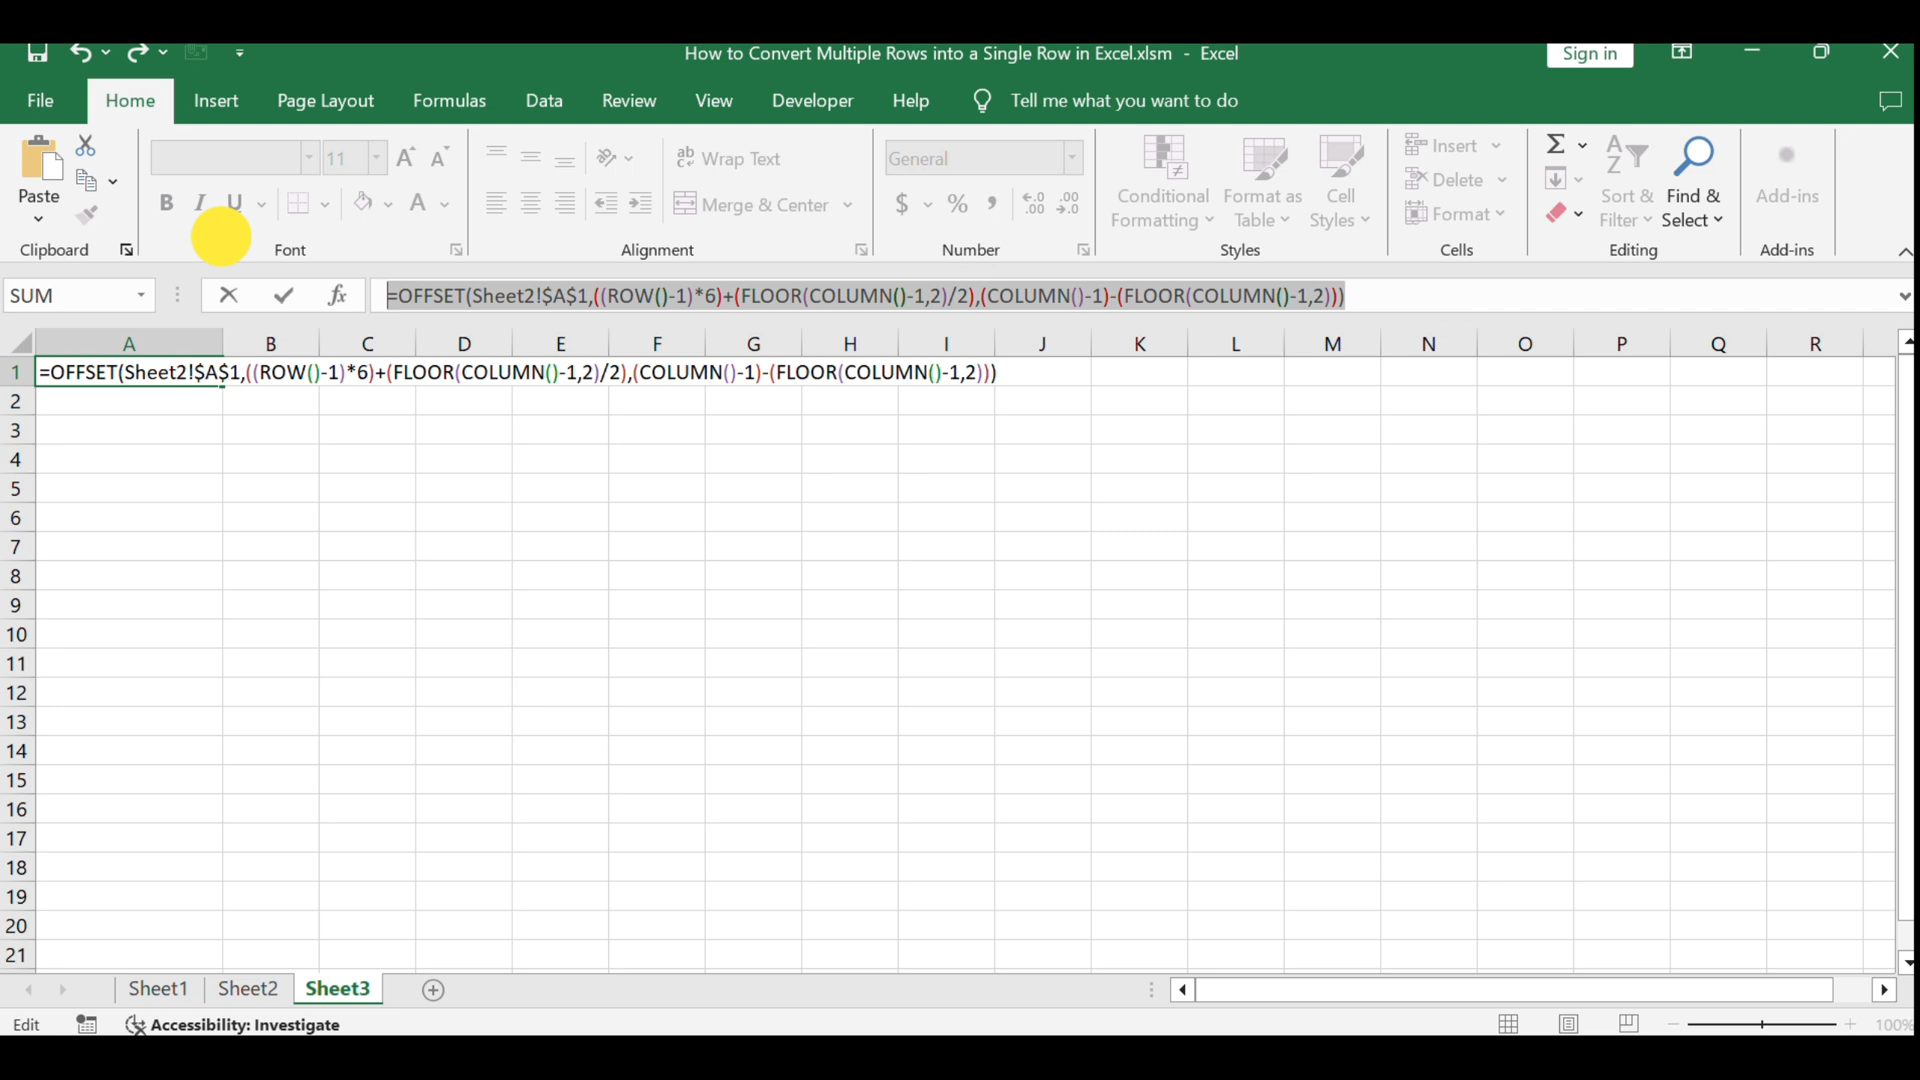 How to Convert Multiple Rows into a Single Row in Excel.xlsm - Excel
Sign in
File Home Insert Page Layout Formulas Data Review View Developer Help Tell me what you want to do
Paste
Clipboard
11
B I U
A
Font
Wrap Text
Merge & Center
Alignment
General
$ % ,
Number
Conditional Formatting
Format as Table
Cell Styles
Styles
Insert
Delete
Format
Cells
Sort & Filter
Find & Select
Editing
Add-ins
Add-ins
SUM
fx
=OFFSET(Sheet2!$A$1,((ROW()-1)*6)+(FLOOR(COLUMN()-1,2)/2),(COLUMN()-1)-(FLOOR(COLUMN()-1,2)))
A B C D E F G H I J K L M N O P Q R
1 =OFFSET(Sheet2!$A$1,((ROW()-1)*6)+(FLOOR(COLUMN()-1,2)/2),(COLUMN()-1)-(FLOOR(COLUMN()-1,2)))
2
3
4
5
6
7
8
9
10
11
12
13
14
15
16
17
18
19
20
21
Sheet1 Sheet2 Sheet3
Edit Accessibility: Investigate 100%